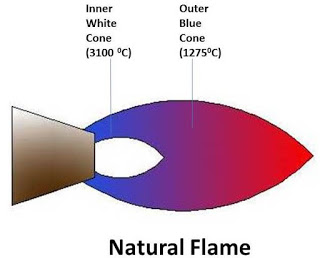 Inner
White
Cone
(3100 ⁰C)
Outer
Blue
Cone
(1275⁰C)
Natural Flame